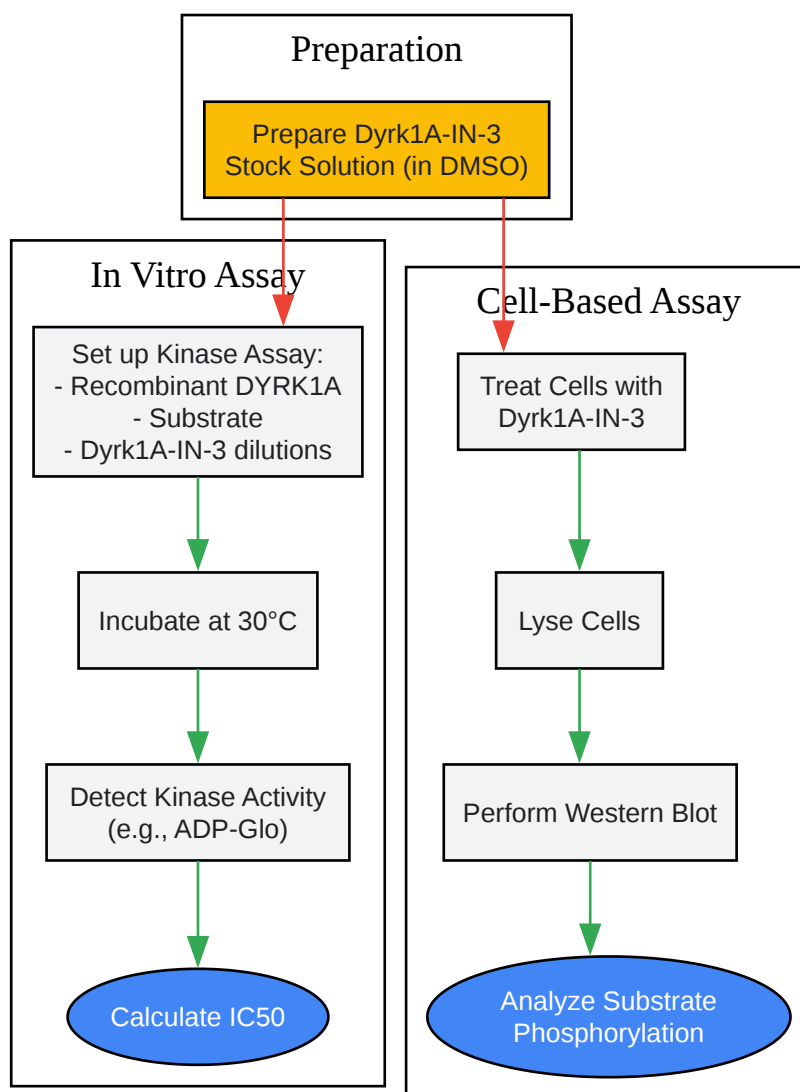 Preparation
Prepare Dyrk1A-IN-3
Stock Solution (in DMSO)
In Vitro Assay
Set up Kinase Assay:
- Recombinant DYRK1A
- Substrate
- Dyrk1A-IN-3 dilutions
Incubate at 30°C
Detect Kinase Activity
(e.g., ADP-Glo)
Calculate IC50
Cell-Based Assay
Treat Cells with
Dyrk1A-IN-3
Lyse Cells
Perform Western Blot
Analyze Substrate
Phosphorylation